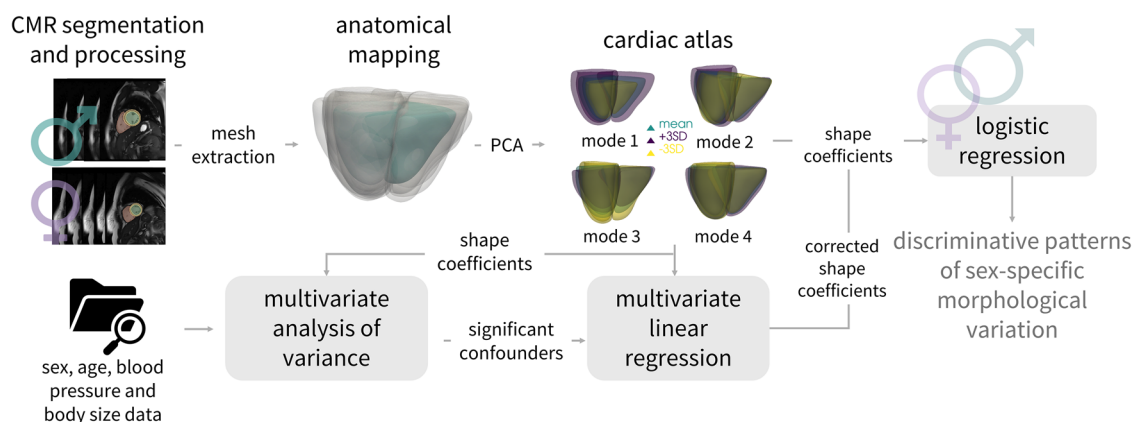 CMR segmentation
and processing
anatomical
mapping
cardiac atlas
mesh
extraction
PCA
mode 1
mean
+3SD
-3SD
mode 2
mode 3
mode 4
shape
coefficients
logistic
regression
shape
coefficients
corrected
shape
coefficients
discriminative patterns
of sex-specific
morphological
variation
multivariate
analysis of
variance
significant
confounders
multivariate
linear
regression
sex, age, blood
pressure and
body size data